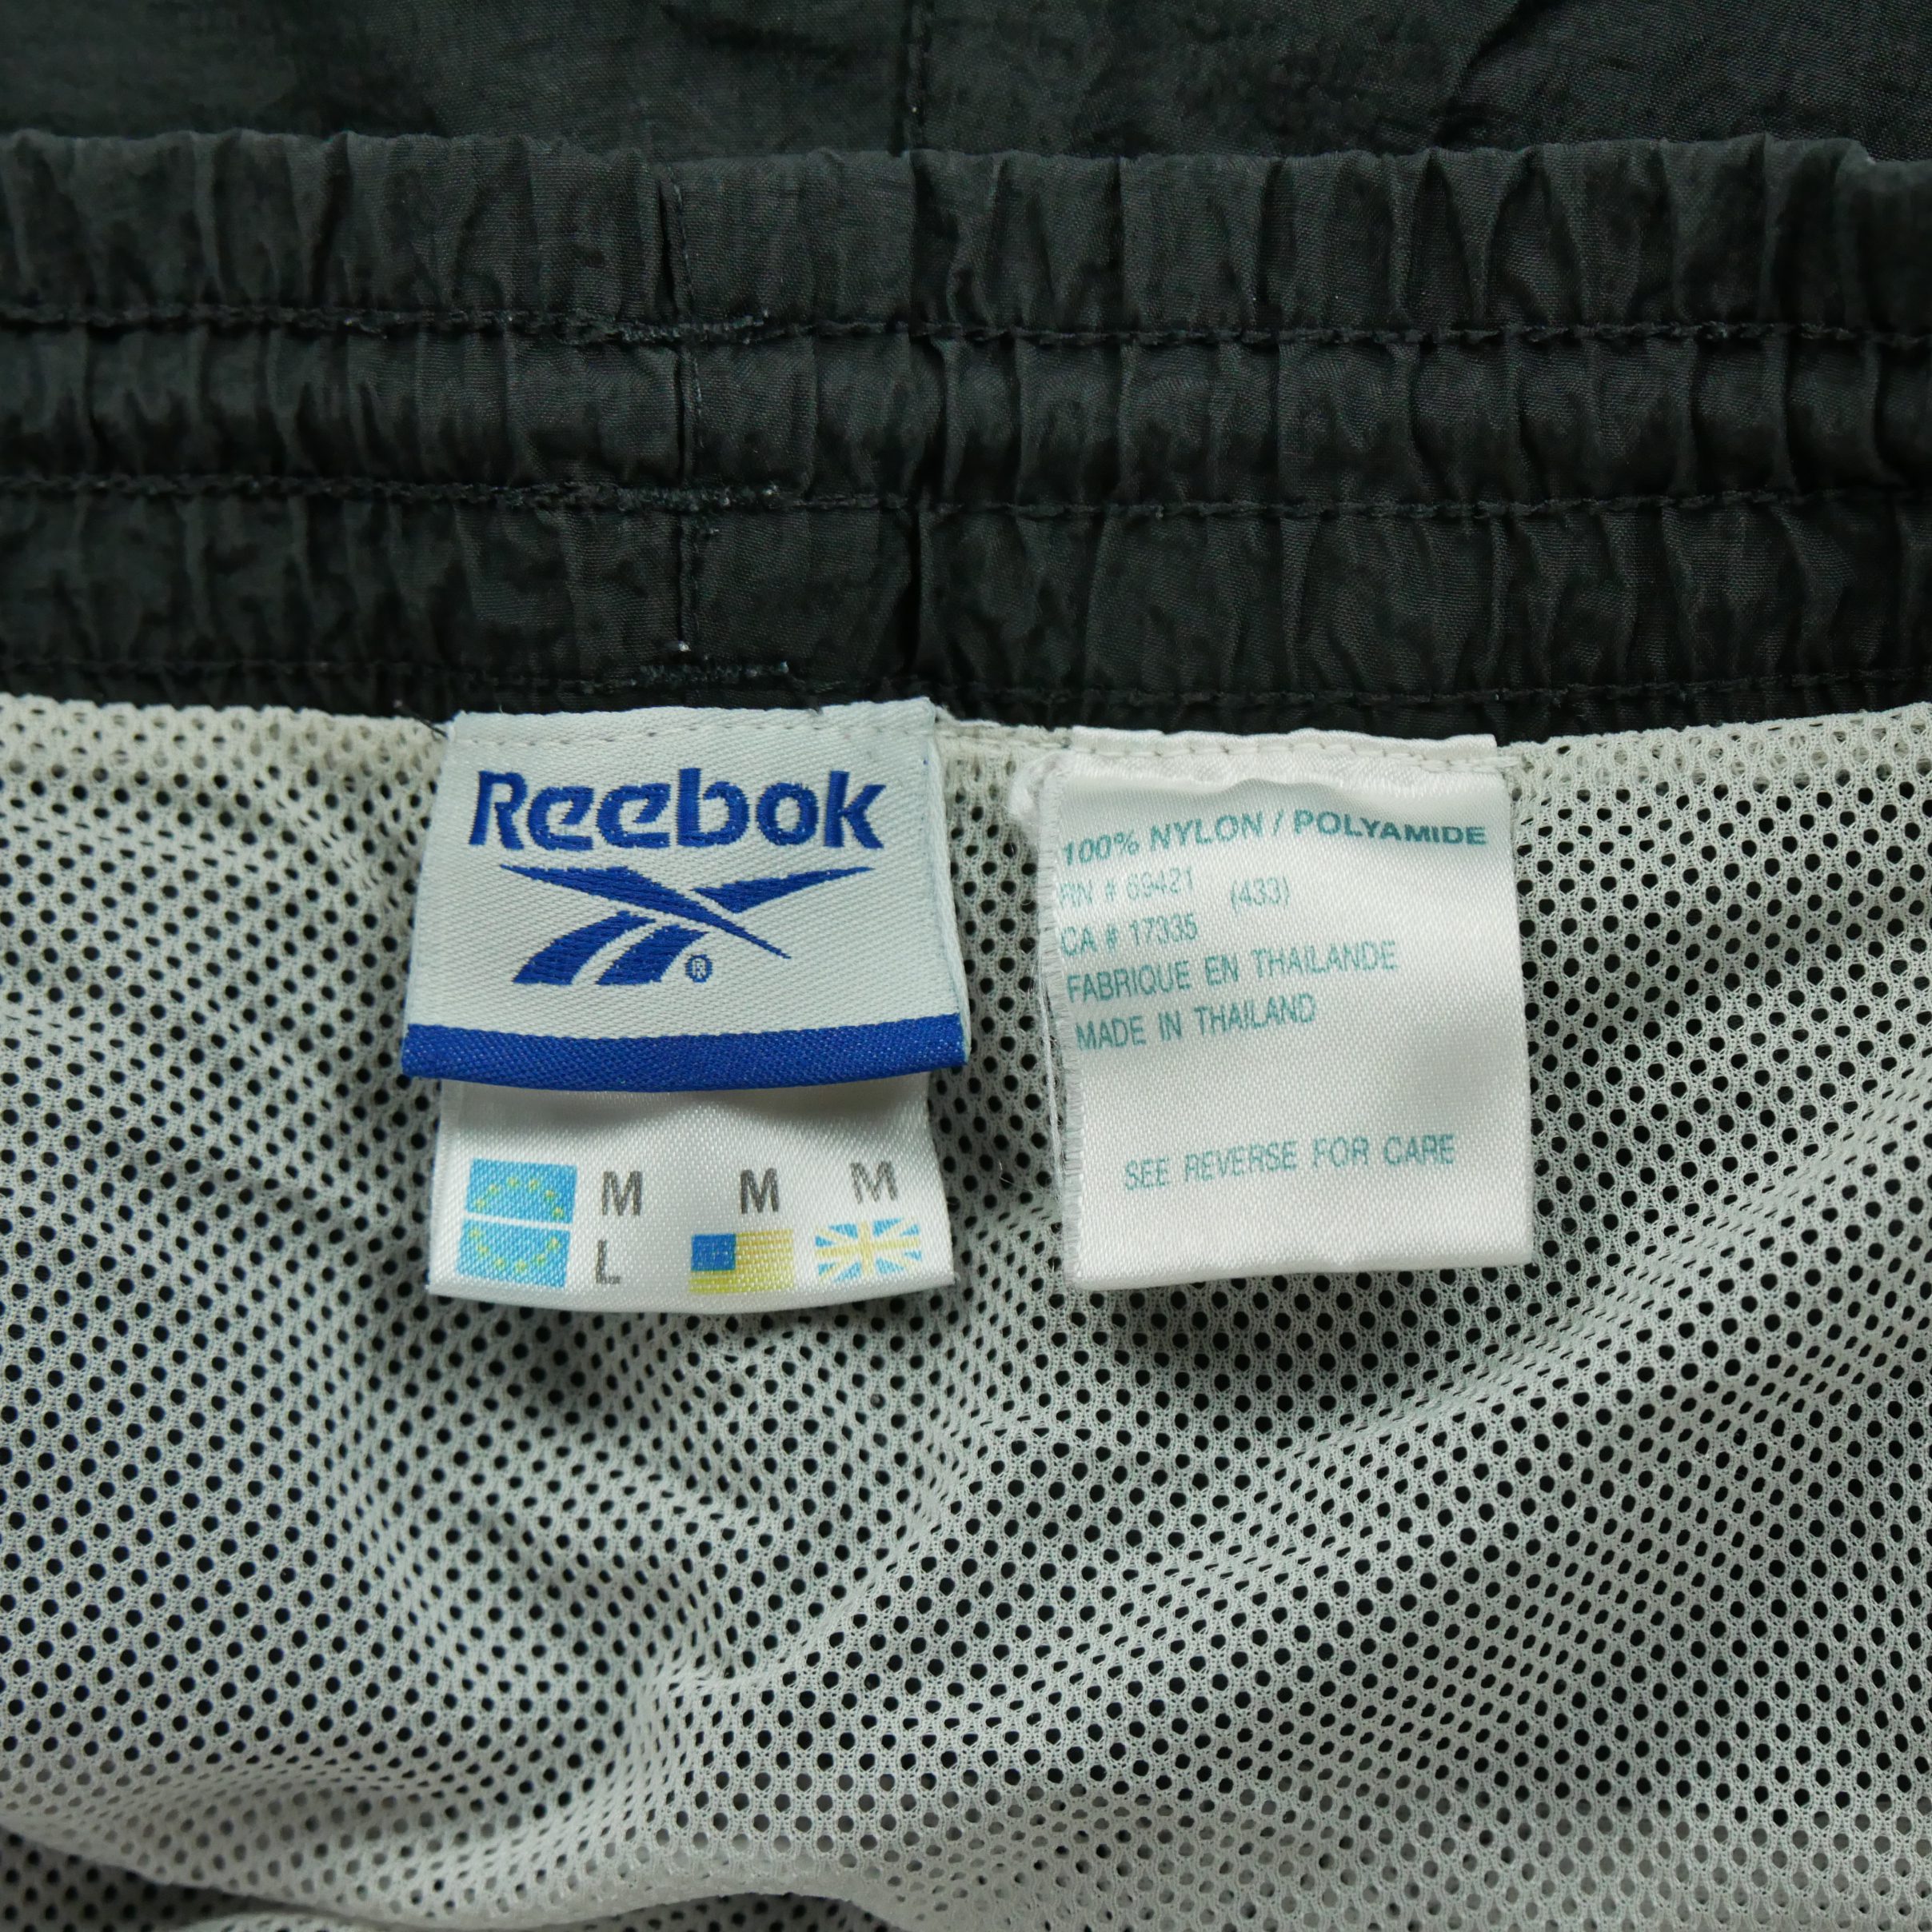 Reebok
®
M M M
L
100% NYLON / POLYAMIDE
RN # 69421 (433)
CA # 17335
FABRIQUE EN THAILANDE
MADE IN THAILAND
SEE REVERSE FOR CARE